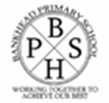 BANKHEAD PRIMARY SCHOOL
B
P S
H
WORKING TOGETHER TO
ACHIEVE OUR BEST